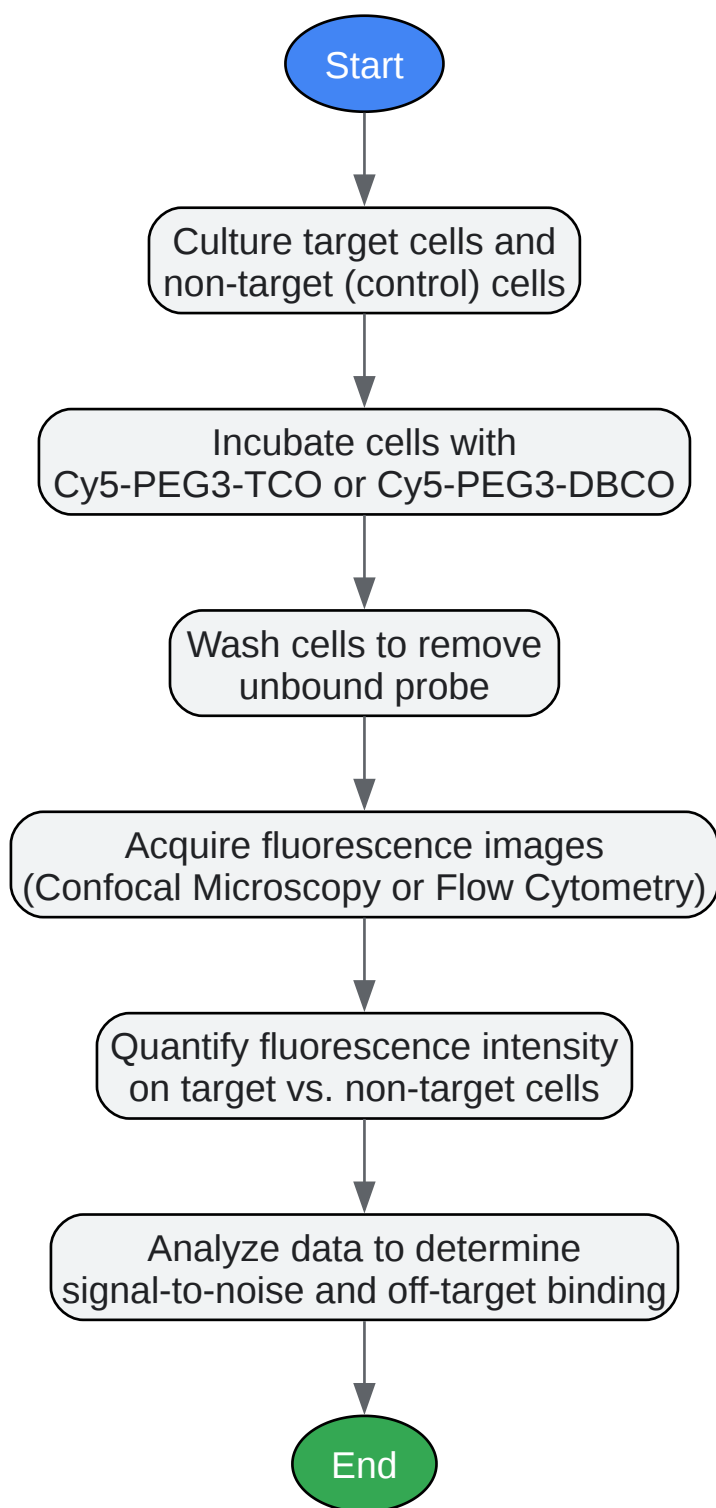 Start
Culture target cells and
non-target (control) cells
Incubate cells with
Cy5-PEG3-TCO or Cy5-PEG3-DBCO
Wash cells to remove
unbound probe
Acquire fluorescence images
(Confocal Microscopy or Flow Cytometry)
Quantify fluorescence intensity
on target vs. non-target cells
Analyze data to determine
signal-to-noise and off-target binding
End